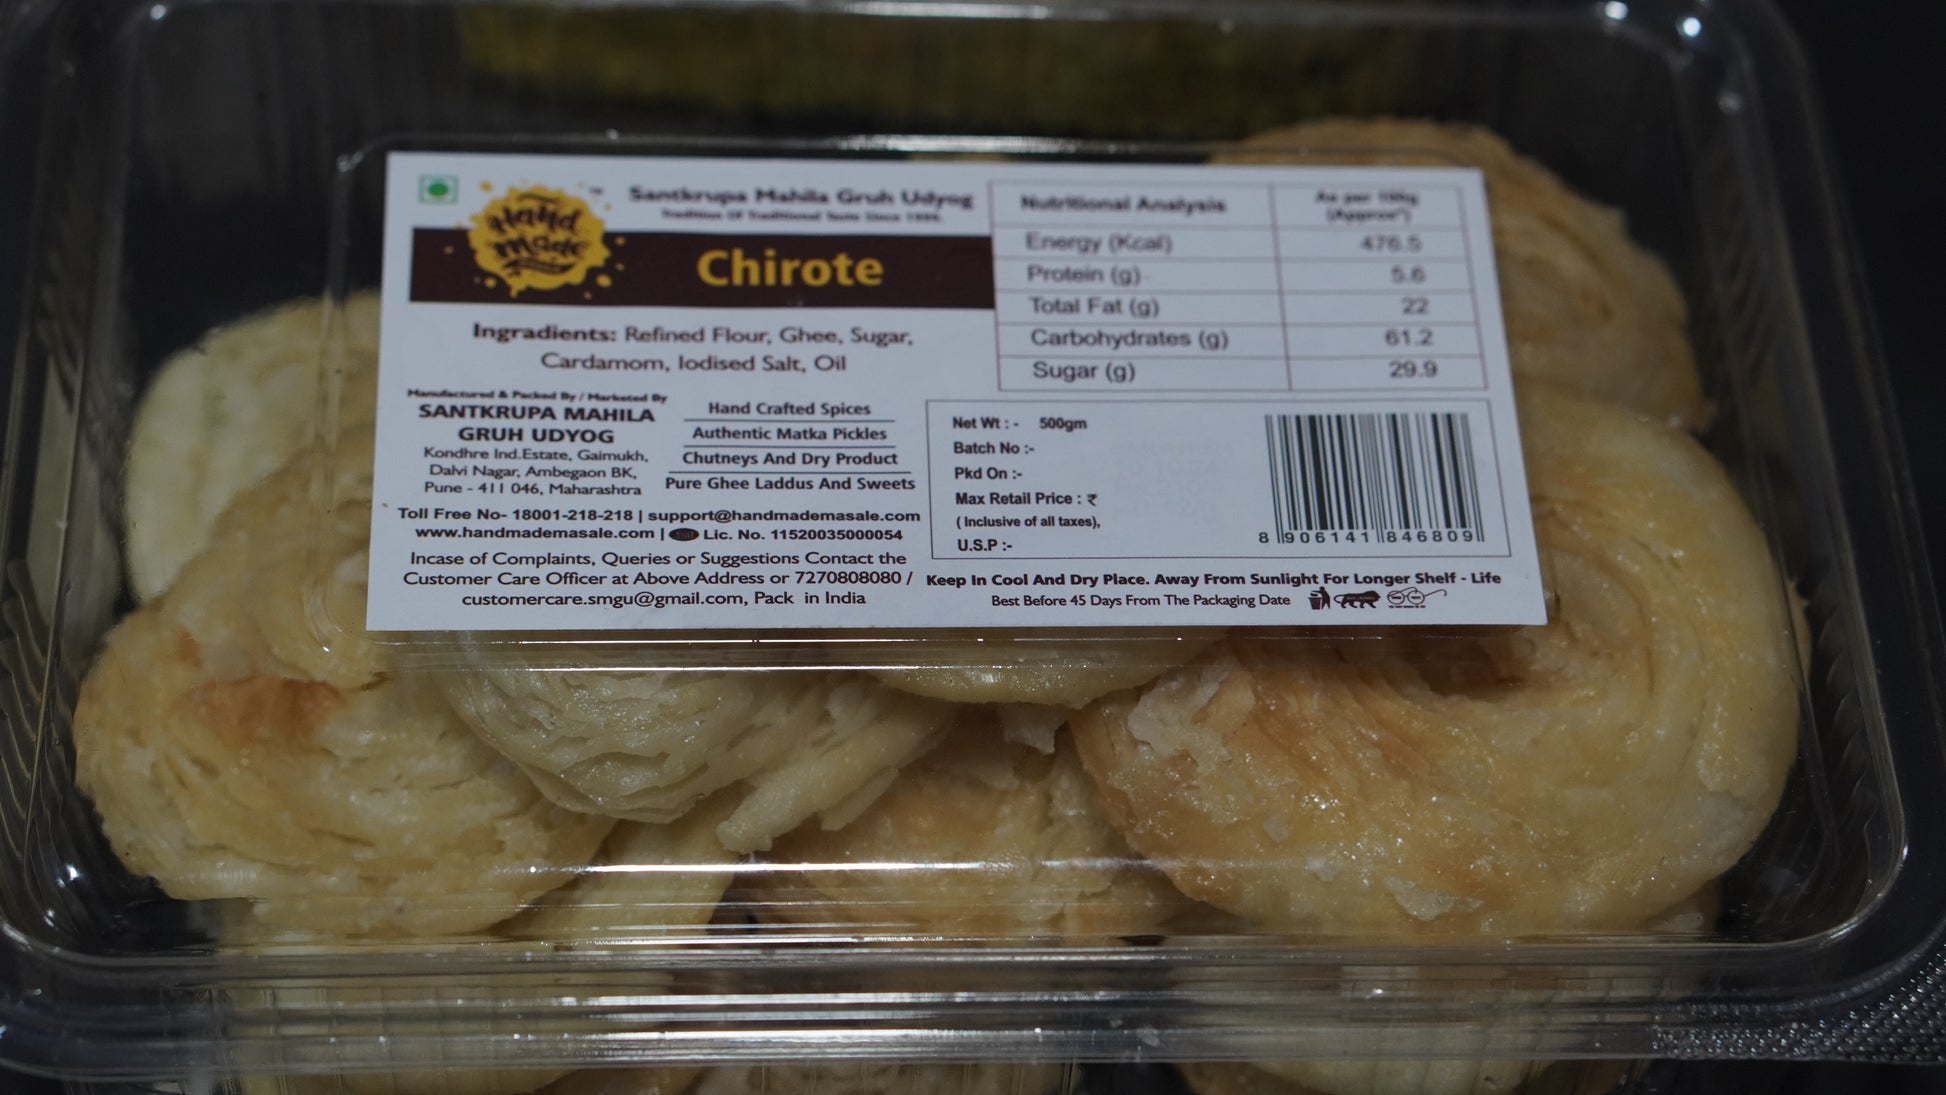 Hand
Made
™
Santkrupa Mahila Gruh Udyog
Tradition Of Traditional Taste Since
Chirote
Ingradients: Refined Flour, Ghee, Sugar,
Cardamom, Iodised Salt, Oil
Manufactured & Packed By / Marketed By
SANTKRUPA MAHILA
GRUH UDYOG
Kondhre Ind.Estate, Gaimukh,
Dalvi Nagar, Ambegaon BK,
Pune - 411 046, Maharashtra
Hand Crafted Spices
Authentic Matka Pickles
Chutneys And Dry Product
Pure Ghee Laddus And Sweets
Toll Free No- 18001-218-218 | support@handmademasale.com
www.handmademasale.com | Lic. No. 11520035000054
Incase of Complaints, Queries or Suggestions Contact the
Customer Care Officer at Above Address or 7270808080 /
customercare.smgu@gmail.com, Pack in India
Nutritional Analysis As per 100g
(Approx*)
Energy (Kcal) 476.5
Protein (g) 5.6
Total Fat (g) 22
Carbohydrates (g) 61.2
Sugar (g) 29.9
Net Wt : - 500gm
Batch No :-
Pkd On :-
Max Retail Price : ₹
( Inclusive of all taxes),
U.S.P :-
8 906141 846809
Keep In Cool And Dry Place. Away From Sunlight For Longer Shelf - Life
Best Before 45 Days From The Packaging Date